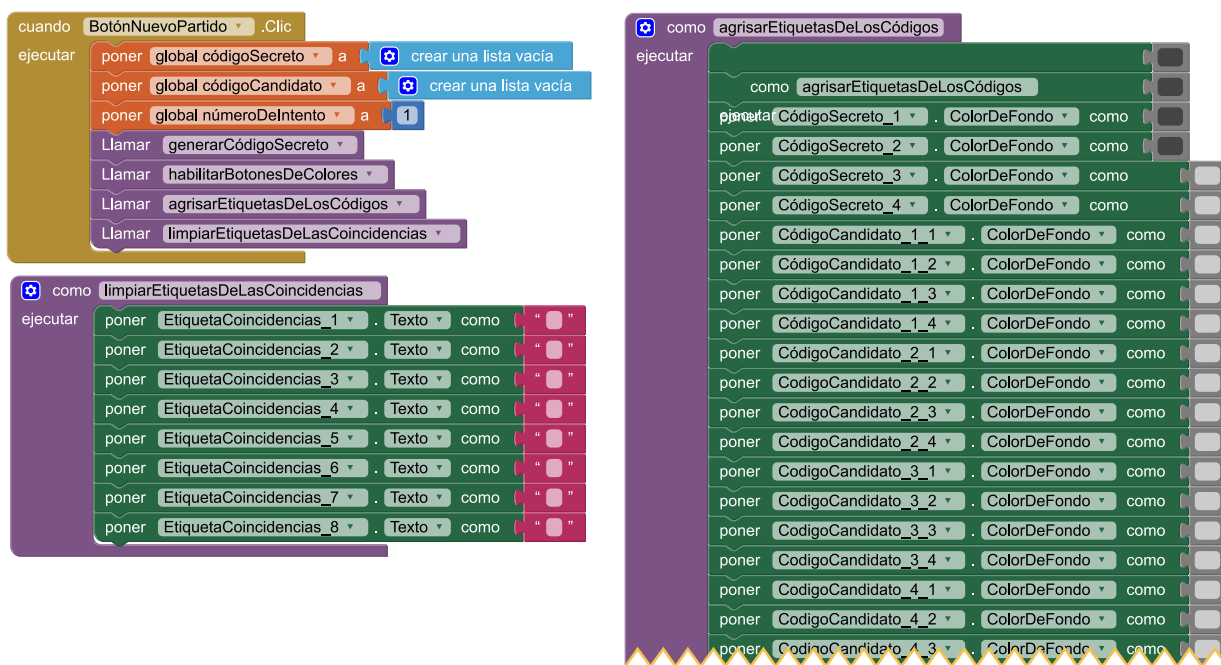 cuando BotónNuevoPartido .Clic
ejecutar poner global códigoSecreto a crear una lista vacía
poner global códigoCandidato a crear una lista vacía
poner global númeroDeIntento a 1
Llamar generarCódigoSecreto
Llamar habilitarBotonesDeColores
Llamar agrisarEtiquetasDeLosCódigos
Llamar limpiarEtiquetasDeLasCoincidencias
como limpiarEtiquetasDeLasCoincidencias
ejecutar poner EtiquetaCoincidencias_1 . Texto como “ ”
poner EtiquetaCoincidencias_2 . Texto como “ ”
poner EtiquetaCoincidencias_3 . Texto como “ ”
poner EtiquetaCoincidencias_4 . Texto como “ ”
poner EtiquetaCoincidencias_5 . Texto como “ ”
poner EtiquetaCoincidencias_6 . Texto como “ ”
poner EtiquetaCoincidencias_7 . Texto como “ ”
poner EtiquetaCoincidencias_8 . Texto como “ ”
como agrisarEtiquetasDeLosCódigos
ejecutar
como agrisarEtiquetasDeLosCódigos
ejecutar poner CódigoSecreto_1 . ColorDeFondo como
poner CódigoSecreto_2 . ColorDeFondo como
poner CódigoSecreto_3 . ColorDeFondo como
poner CódigoSecreto_4 . ColorDeFondo como
poner CódigoCandidato_1_1 . ColorDeFondo como
poner CódigoCandidato_1_2 . ColorDeFondo como
poner CódigoCandidato_1_3 . ColorDeFondo como
poner CódigoCandidato_1_4 . ColorDeFondo como
poner CódigoCandidato_2_1 . ColorDeFondo como
poner CodigoCandidato_2_2 . ColorDeFondo como
poner CodigoCandidato_2_3 . ColorDeFondo como
poner CodigoCandidato_2_4 . ColorDeFondo como
poner CodigoCandidato_3_1 . ColorDeFondo como
poner CodigoCandidato_3_2 . ColorDeFondo como
poner CodigoCandidato_3_3 . ColorDeFondo como
poner CodigoCandidato_3_4 . ColorDeFondo como
poner CodigoCandidato_4_1 . ColorDeFondo como
poner CodigoCandidato_4_2 . ColorDeFondo como
poner CodigoCandidato_4_3 . ColorDeFondo como